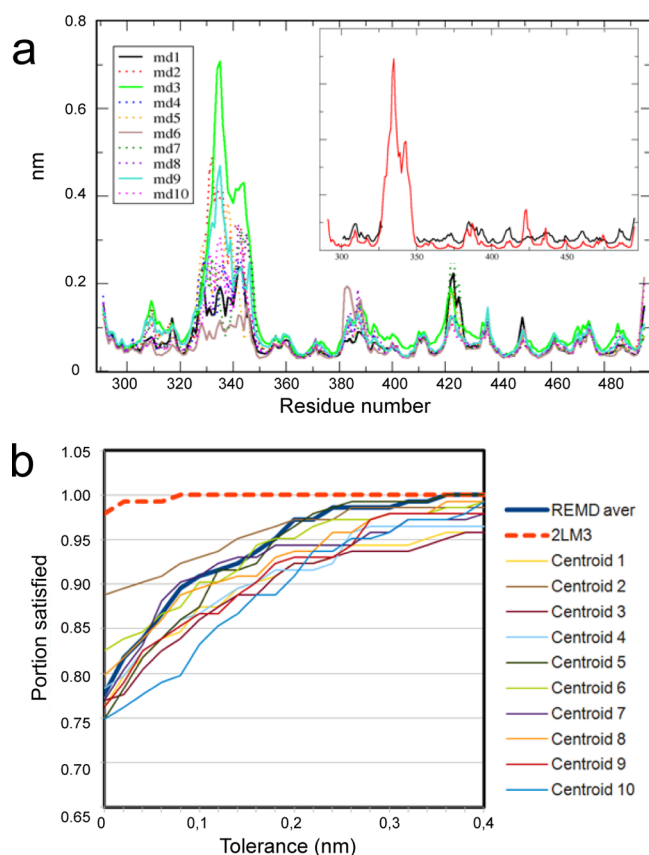 a
0.8
0.6
0.4
0.2
0
nm
md1
md2
md3
md4
md5
md6
md7
md8
md9
md10
300 350 400 450
300 320 340 360 380 400 420 440 460 480
Residue number
b
1.05
1.00
0.95
0.90
0.85
0.80
0.75
0.70
0.65
Portion satisfied
0 0,1 0,2 0,3 0,4
Tolerance (nm)
REMD aver
2LM3
Centroid 1
Centroid 2
Centroid 3
Centroid 4
Centroid 5
Centroid 6
Centroid 7
Centroid 8
Centroid 9
Centroid 10